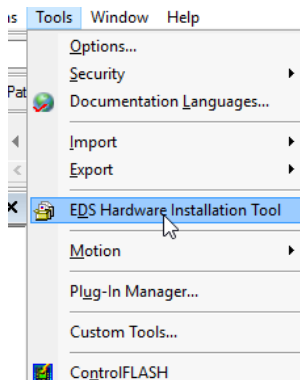 Tools Window Help
Options...
Security
Pat
Documentation Languages...
Import
Export
EDS Hardware Installation Tool
Motion
Plug-In Manager...
Custom Tools...
ControlFLASH